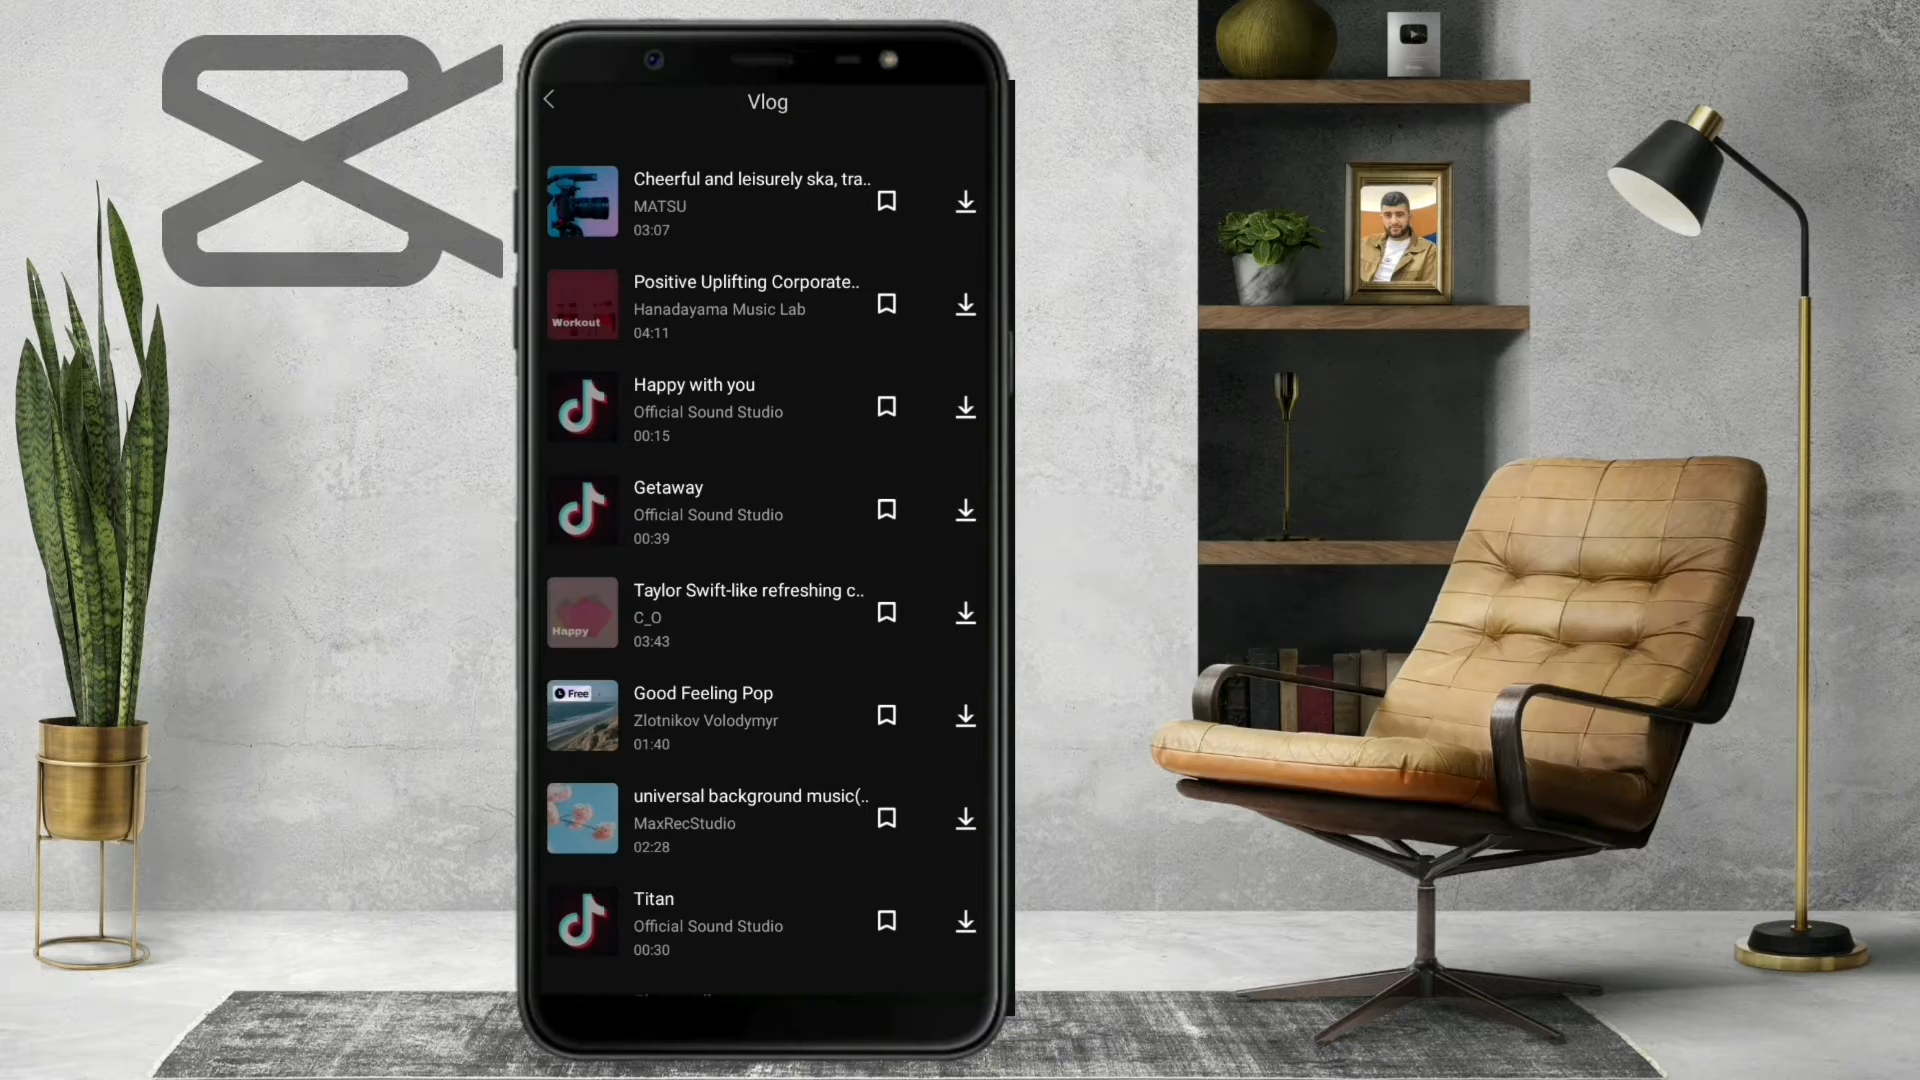 Vlog
Cheerful and leisurely ska, tra..
MATSU
03:07
Positive Uplifting Corporate..
Hanadayama Music Lab
04:11
Workout
Happy with you
Official Sound Studio
00:15
Getaway
Official Sound Studio
00:39
Taylor Swift-like refreshing c..
C_O
03:43
Happy
Free
Good Feeling Pop
Zlotnikov Volodymyr
01:40
universal background music(..
MaxRecStudio
02:28
Titan
Official Sound Studio
00:30